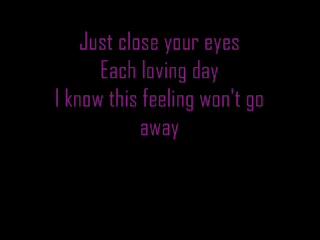 Just close your eyes
Each loving day
I know this feeling won't go
away